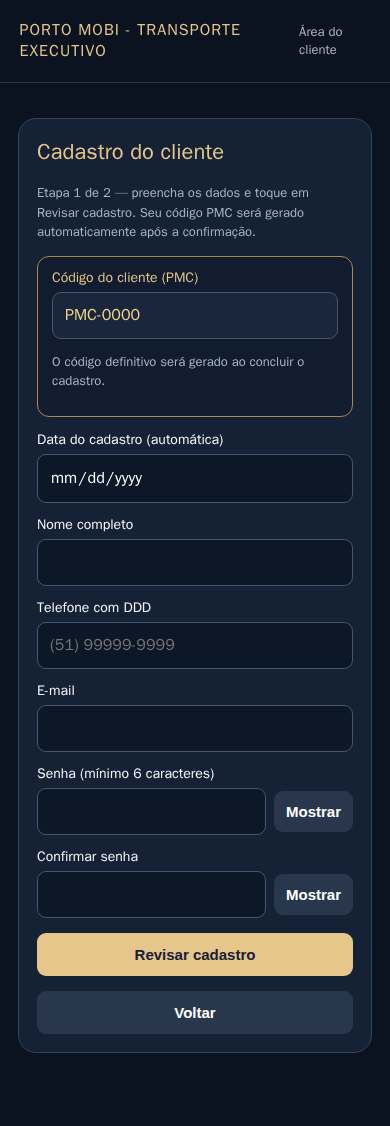 PORTO MOBI - TRANSPORTE
EXECUTIVO
Área do
cliente
Cadastro do cliente
Etapa 1 de 2 — preencha os dados e toque em
Revisar cadastro. Seu código PMC será gerado
automaticamente após a confirmação.
Código do cliente (PMC)
PMC-0000
O código definitivo será gerado ao concluir o
cadastro.
Data do cadastro (automática)
mm/dd/yyyy
Nome completo
Telefone com DDD
(51) 99999-9999
E-mail
Senha (mínimo 6 caracteres)
Mostrar
Confirmar senha
Mostrar
Revisar cadastro
Voltar